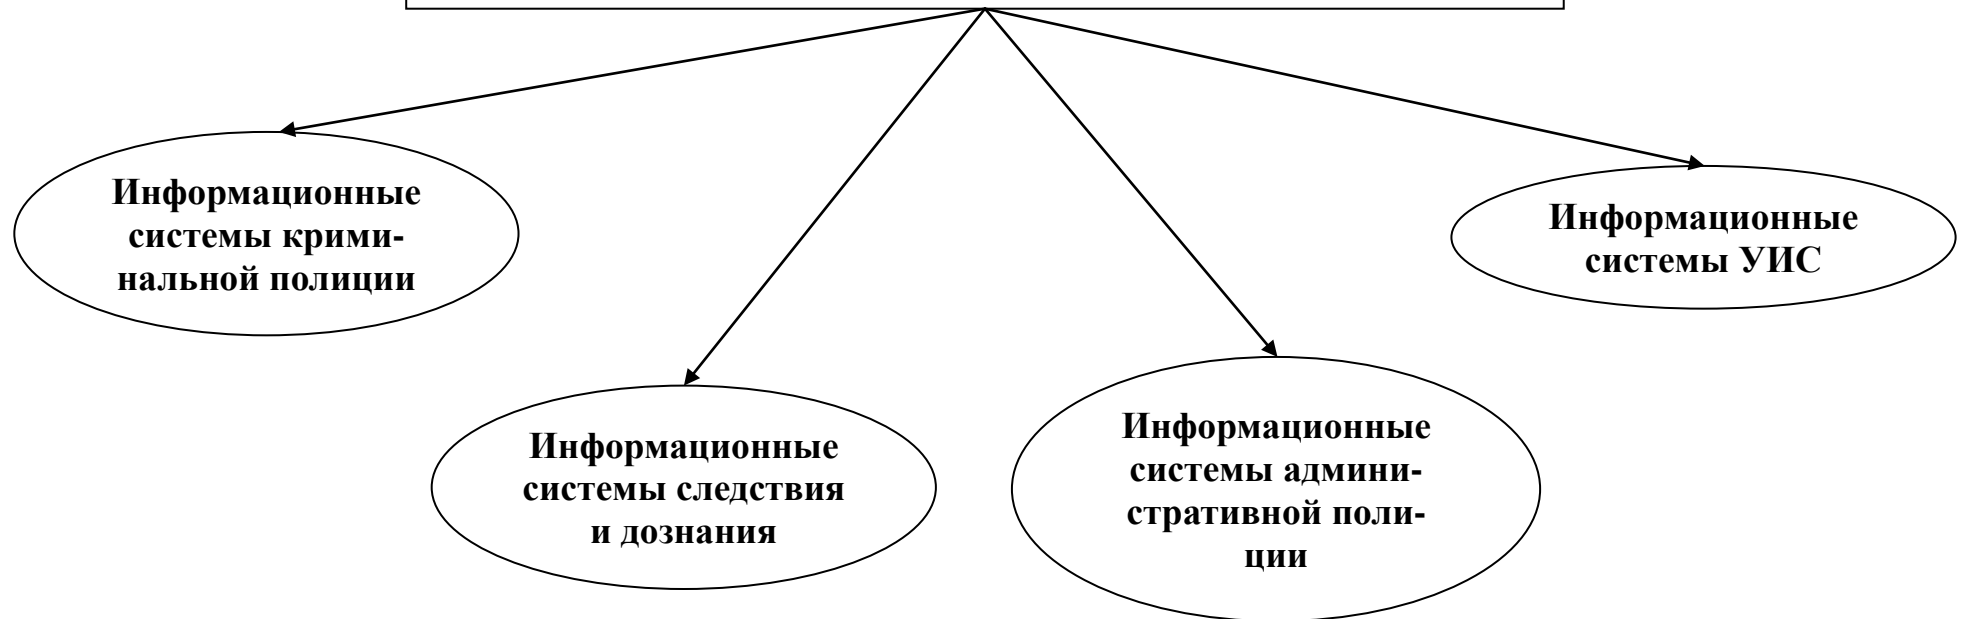 Информационные
системы крими-
нальной полиции
Информационные
системы следствия
и дознания
Информационные
системы админи-
стративной поли-
ции
Информационные
системы УИС